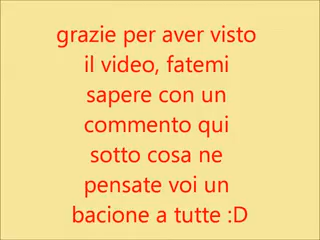 grazie per aver visto
il video, fatemi
sapere con un
commento qui
sotto cosa ne
pensate voi un
bacione a tutte :D